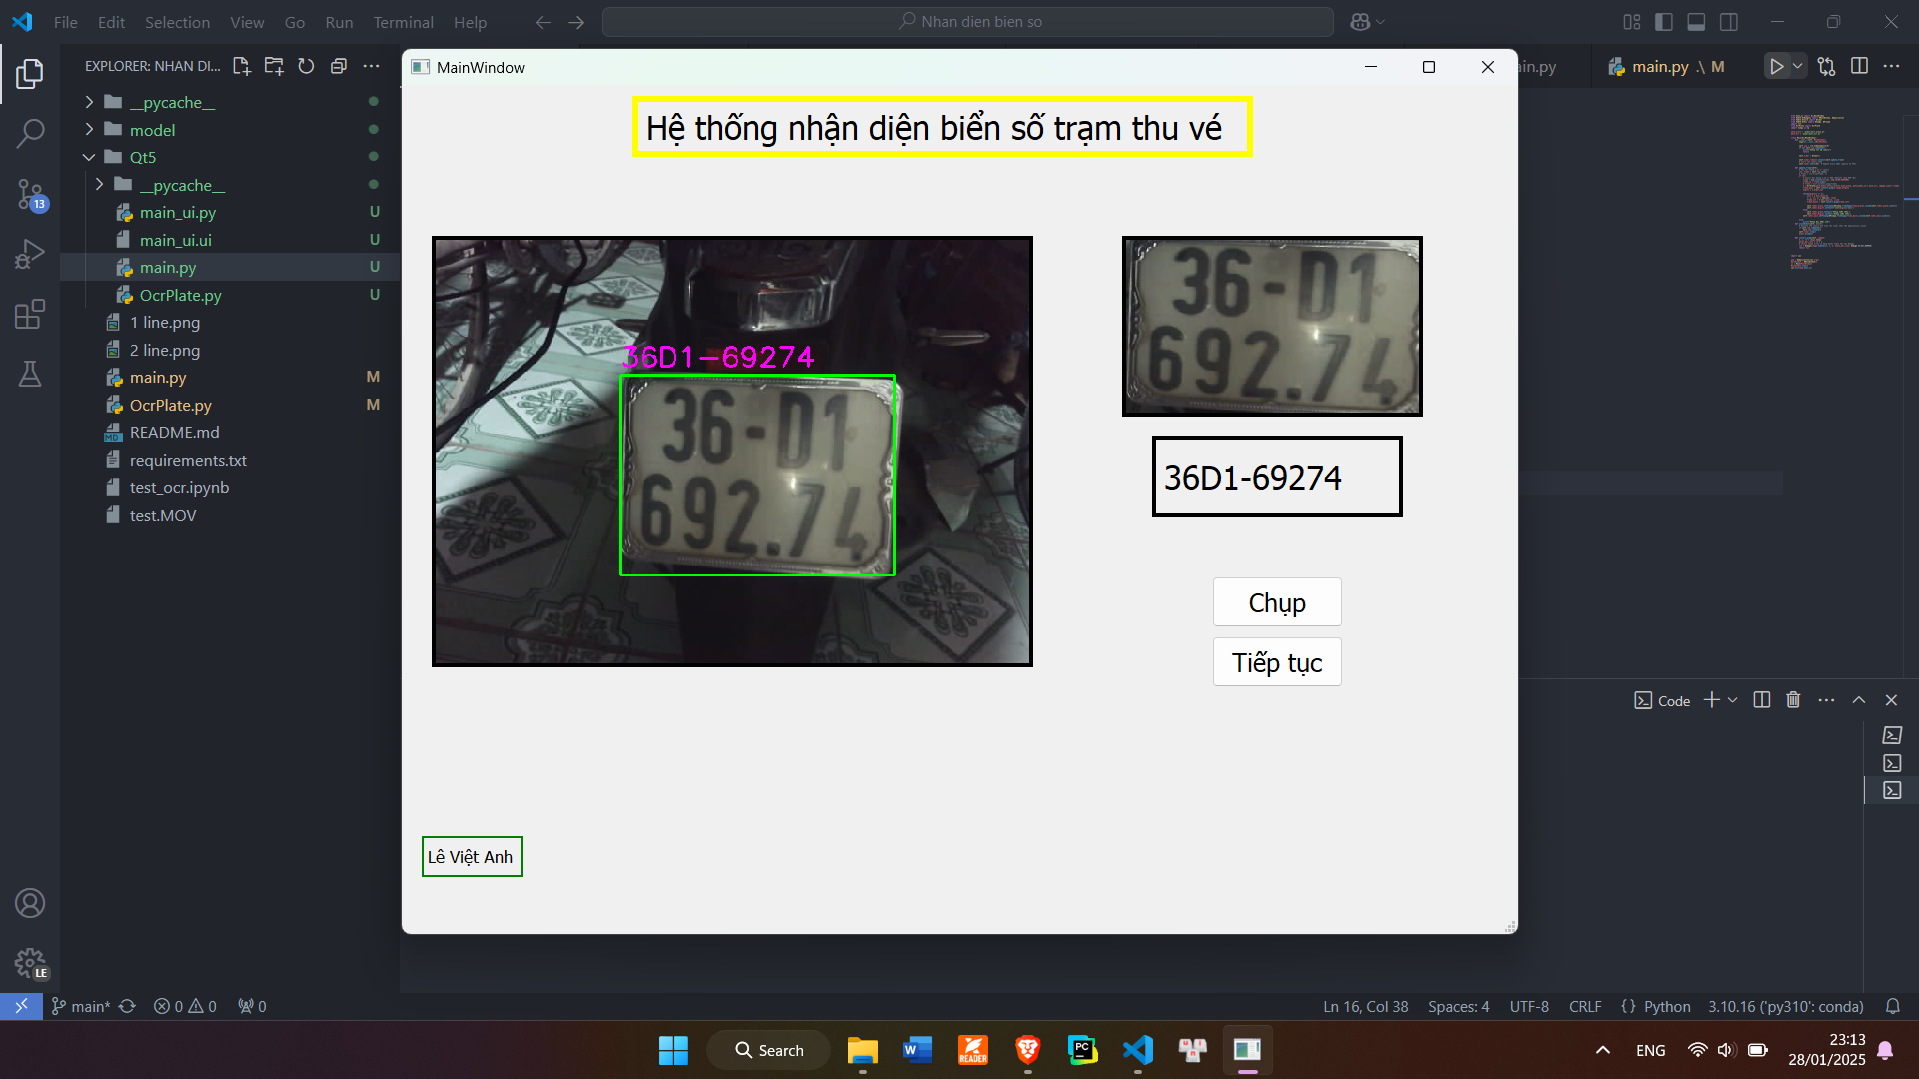 File Edit Selection View Go Run Terminal Help
Nhan dien bien so
EXPLORER: NHAN DI...
__pycache__
model
Qt5
__pycache__
main_ui.py U
main_ui.ui U
main.py U
OcrPlate.py U
1 line.png
2 line.png
main.py M
OcrPlate.py M
README.md
requirements.txt
test_ocr.ipynb
test.MOV
13
LE
MainWindow
Hệ thống nhận diện biển số trạm thu vé
36D1-69274
36-D1
692.74
36-D1
692.74
36D1-69274
Chụp
Tiếp tục
Lê Việt Anh
main.py .\ M
Code
main* 0 0 0
Ln 16, Col 38 Spaces: 4 UTF-8 CRLF {} Python 3.10.16 ('py310': conda)
Search
W
READER
PC
ENG
23:13
28/01/2025